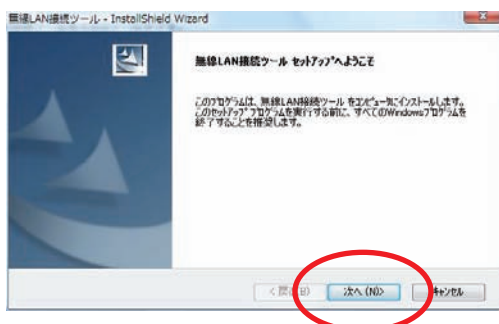 無線LAN接続ツール - InstallShield Wizard
無線LAN接続ツール セットアップへようこそ
このプログラムは、無線LAN接続ツール をコンピュータにインストールします。
このセットアップ プログラムを実行する前に、すべてのWindowsプログラムを
終了することを推奨します。
< 戻る(B)
次へ (N)>
キャンセル